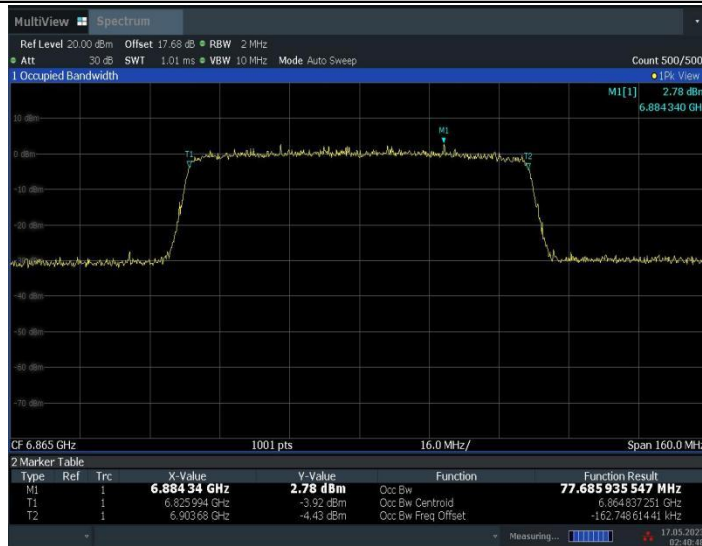 MultiView Spectrum
Ref Level 20.00 dBm Offset 17.68 dB RBW 2 MHz
Att 30 dB SWT 1.01 ms VBW 10 MHz Mode Auto Sweep Count 500/500
1 Occupied Bandwidth 1Pk View
M1[1] 2.78 dBm
6.884 340 GHz
10 dBm
M1
0 dBm
T1
T2
-10 dBm
-20 dBm
-40 dBm
-50 dBm
-60 dBm
-70 dBm
CF 6.865 GHz 1001 pts 16.0 MHz/ Span 160.0 MHz
2 Marker Table
Type Ref Trc X-Value Y-Value Function Function Result
M1 1 6.884 34 GHz 2.78 dBm Occ Bw 77.685 935 547 MHz
T1 1 6.825 994 GHz -3.92 dBm Occ Bw Centroid 6.864 837 251 GHz
T2 1 6.903 68 GHz -4.43 dBm Occ Bw Freq Offset -162.748 614 41 kHz
Measuring... 17.05.2023